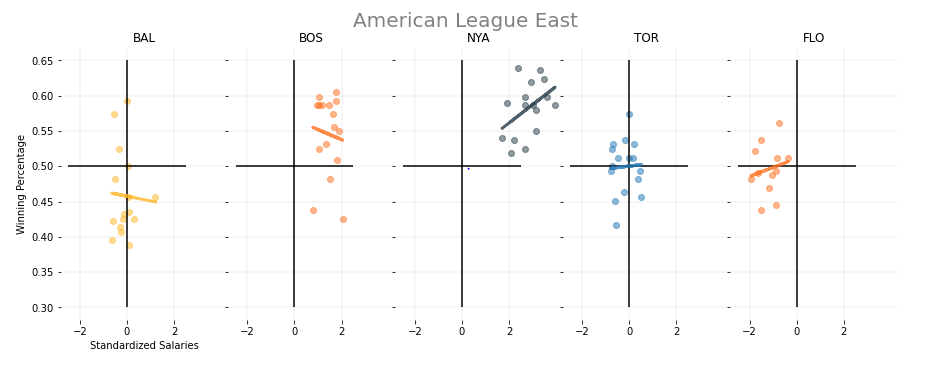 American League East
BAL BOS NYA TOR FLO
0.65
0.60
0.55
0.50
0.45
0.40
0.35
0.30
Winning Percentage
−2 0 2 −2 0 2 −2 0 2 −2 0 2 −2 0 2
Standardized Salaries